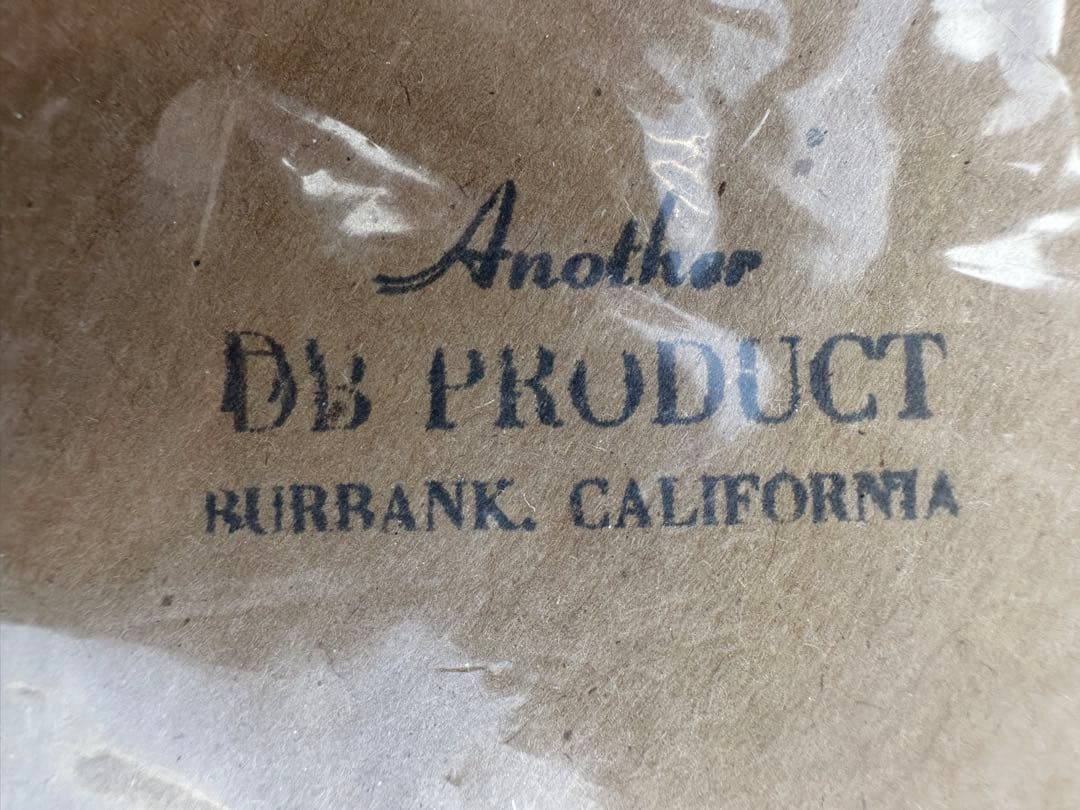 Another
DB PRODUCT
BURBANK, CALIFORNIA